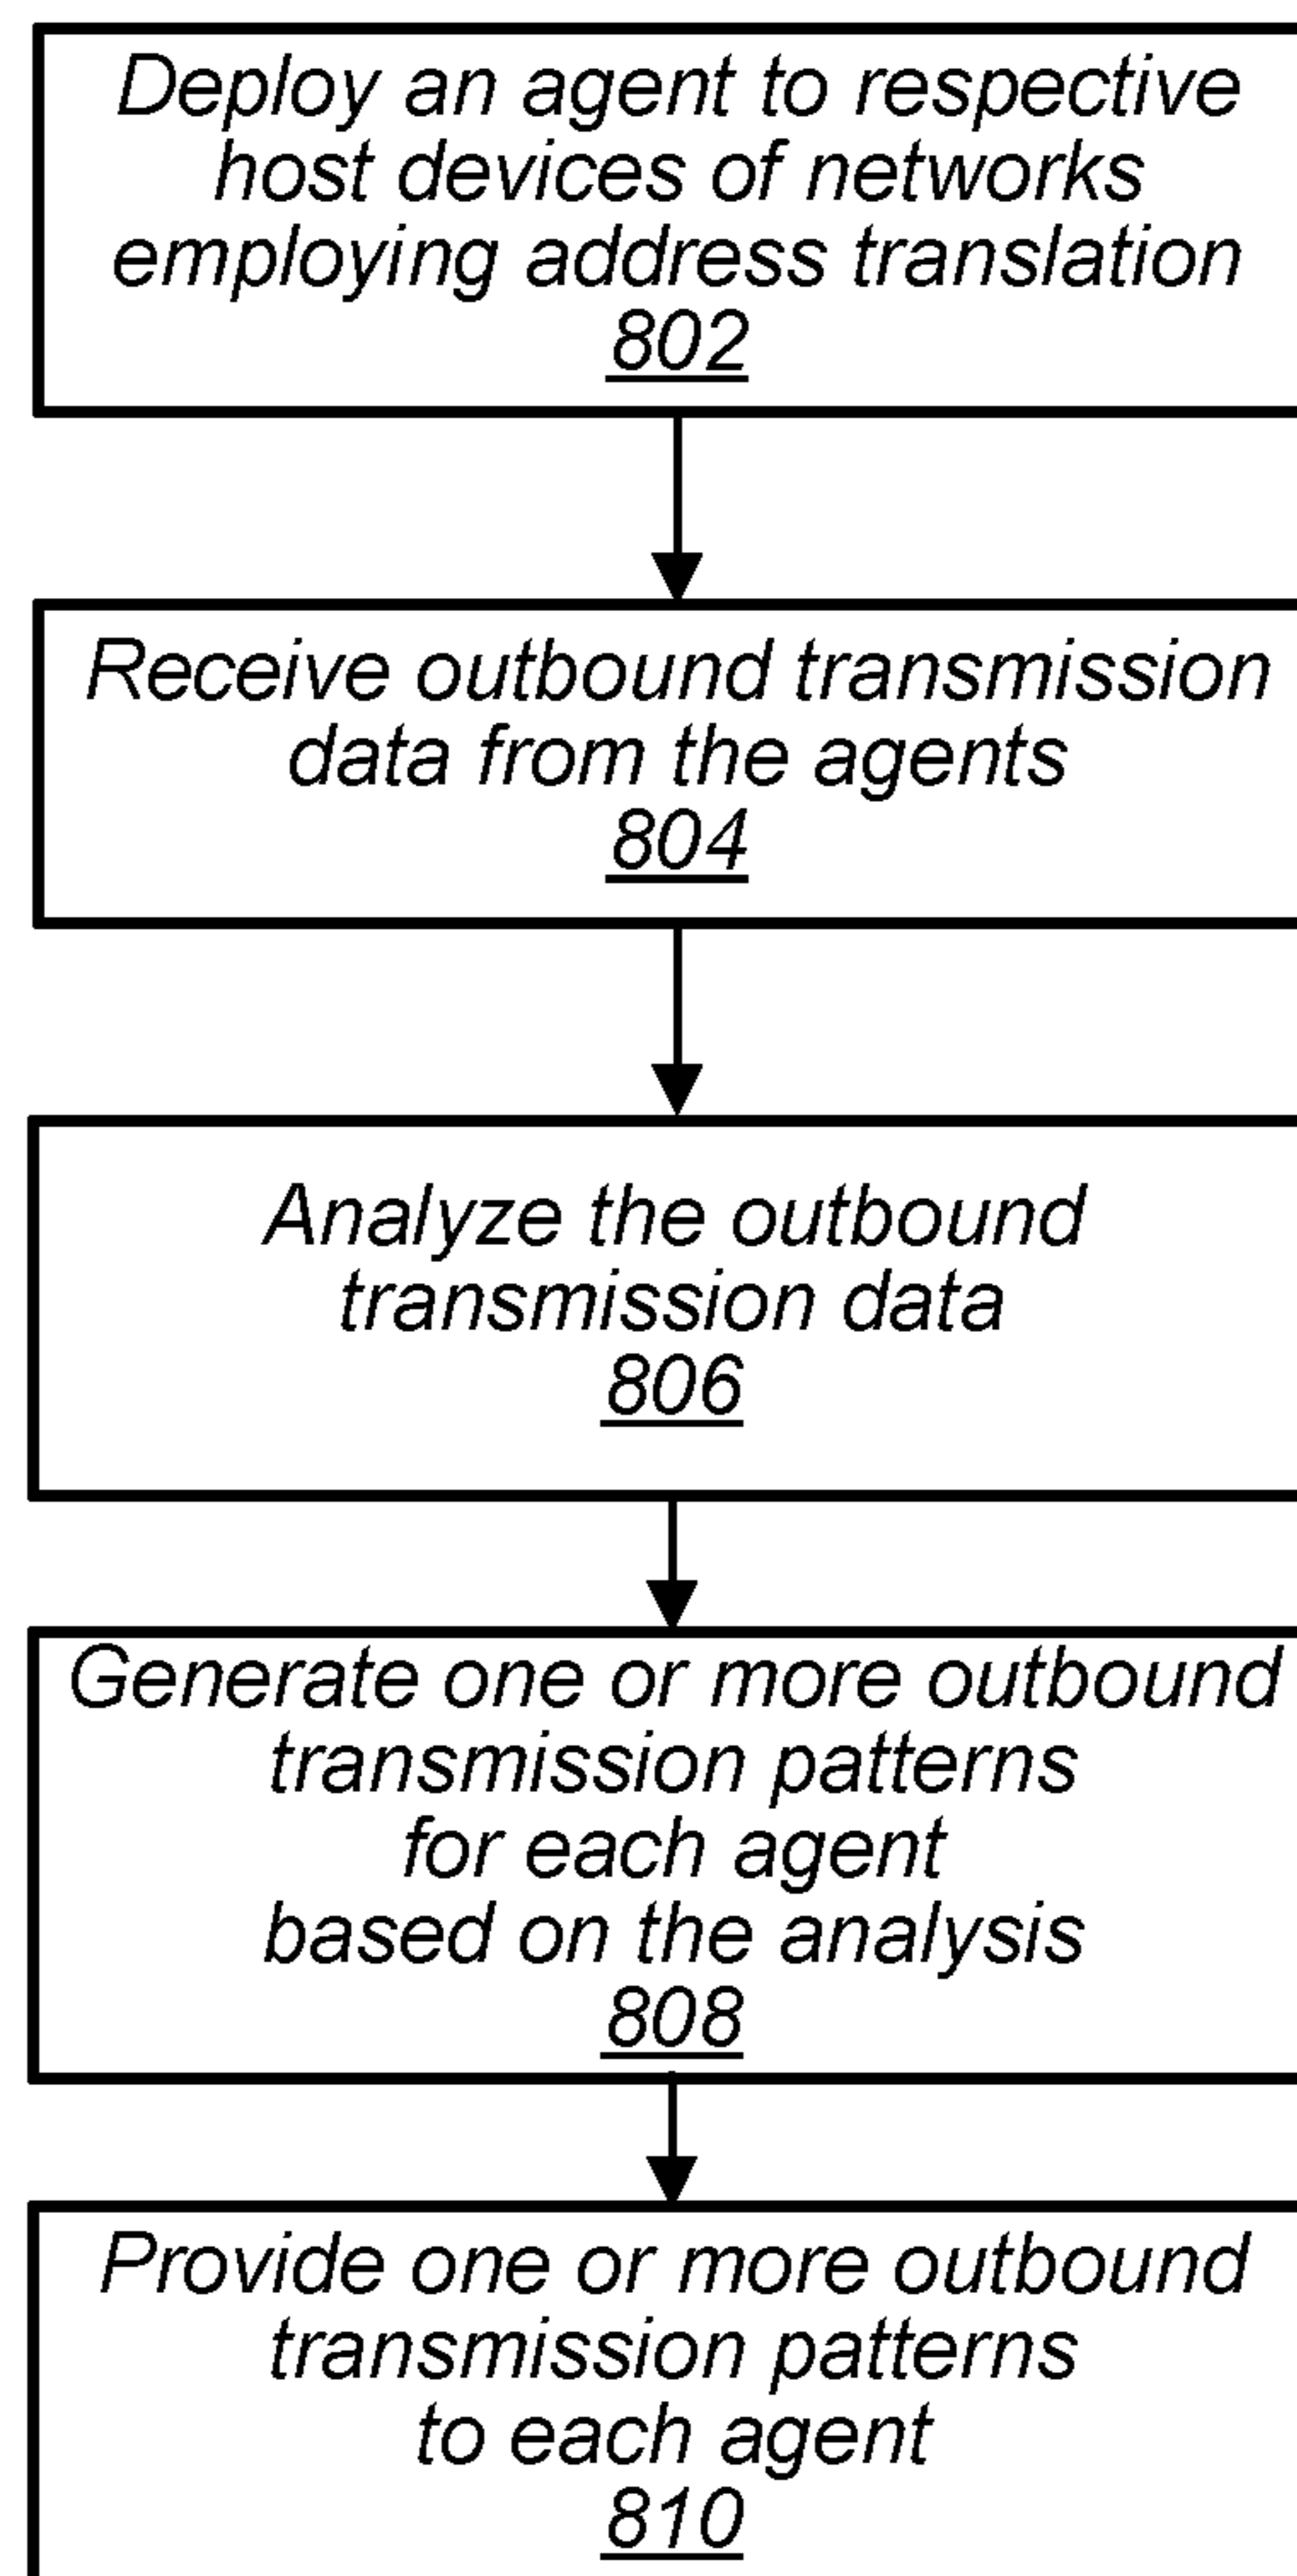 Deploy an agent to respective
host devices of networks
employing address translation
802
Receive outbound transmission
data from the agents
804
Analyze the outbound
transmission data
806
Generate one or more outbound
transmission patterns
for each agent
based on the analysis
808
Provide one or more outbound
transmission patterns
to each agent
810